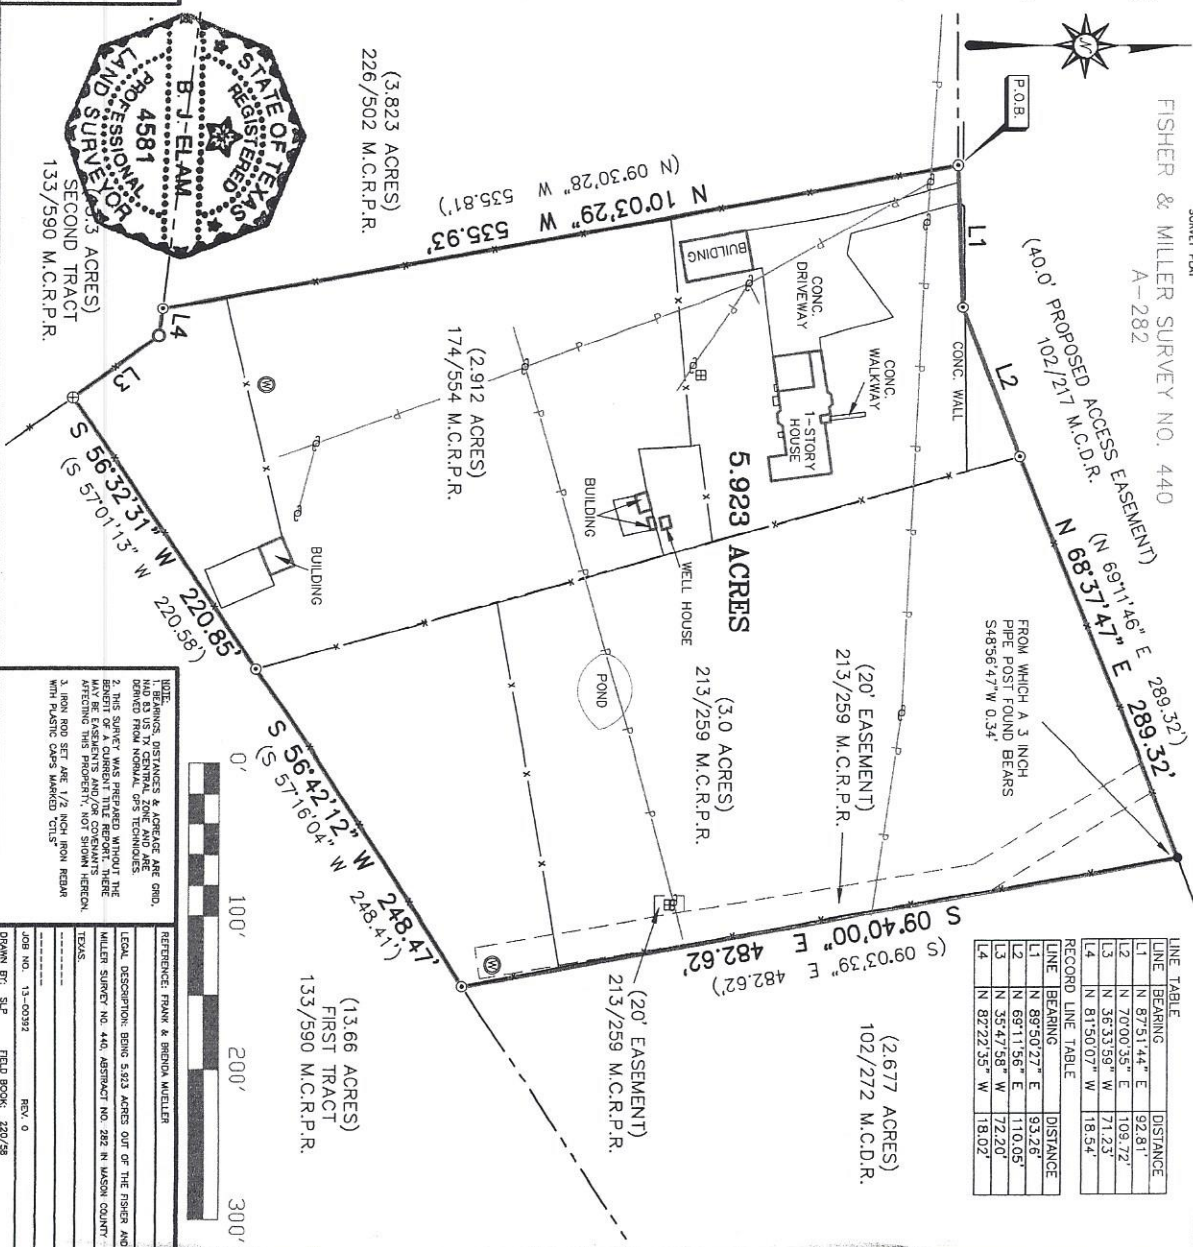 SURVEY PLAT
FISHER & MILLER SURVEY NO. 440
A-282
N
P.O.B.
(40.0' PROPOSED ACCESS EASEMENT)
102/217 M.C.D.R.
L1
L2
(N 69°11'46" E 289.32')
N 68°37'47" E 289.32'
FROM WHICH A 3 INCH
PIPE POST FOUND BEARS
S48°56'47"W 0.34'
LINE TABLE
LINE BEARING DISTANCE
L1 N 87°51'44" E 92.81'
L2 N 70°00'35" E 109.72'
L3 N 36°33'59" W 71.23'
L4 N 81°50'07" W 18.54'
RECORD LINE TABLE
LINE BEARING DISTANCE
L1 N 89°50'27" E 93.26'
L2 N 69°11'56" E 110.05'
L3 N 35°47'58" W 72.20'
L4 N 82°22'35" W 18.02'
CONC. WALL
CONC.
DRIVEWAY
CONC.
WALKWAY
BUILDING
1-STORY
HOUSE
(3.823 ACRES)
226/502 M.C.R.P.R.
(N 09°30'28" W 535.81')
N 10°03'29" W 535.93'
5.923 ACRES
(2.912 ACRES)
174/554 M.C.R.P.R.
BUILDING
WELL HOUSE
(20' EASEMENT)
213/259 M.C.R.P.R.
(3.0 ACRES)
213/259 M.C.R.P.R.
POND
S 09°40'00" E 482.62'
(S 09°03'39" E 482.62')
(2.677 ACRES)
102/272 M.C.D.R.
(20' EASEMENT)
213/259 M.C.R.P.R.
W
W
BUILDING
STATE OF TEXAS
REGISTERED
B. J. ELAM
4581
PROFESSIONAL
LAND SURVEYOR
ACRES)
SECOND TRACT
133/590 M.C.R.P.R.
L4
L3
S 56°32'31" W 220.85'
(S 57°01'13" W 220.58')
S 56°42'12" W 248.47'
(S 57°16'04" W 248.41')
(13.66 ACRES)
FIRST TRACT
133/590 M.C.R.P.R.
0' 100' 200' 300'
NOTE:
1. BEARINGS, DISTANCES & ACREAGE ARE GRID,
NAD 83 US TX CENTRAL ZONE AND ARE
DERIVED FROM NORMAL GPS TECHNIQUES.
2. THIS SURVEY WAS PREPARED WITHOUT THE
BENEFIT OF A CURRENT TITLE REPORT. THERE
MAY BE EASEMENTS AND/OR COVENANTS
AFFECTING THIS PROPERTY, NOT SHOWN HEREON.
3. IRON ROD SET ARE 1/2 INCH IRON REBAR
WITH PLASTIC CAPS MARKED "CTLS"
REFERENCE: FRANK & BRENDA MUELLER
LEGAL DESCRIPTION: BEING 5.923 ACRES OUT OF THE FISHER AND
MILLER SURVEY NO. 440, ABSTRACT NO. 282 IN MASON COUNTY
TEXAS.
JOB NO. 13-00392 REV. 0
DRAWN BY: SLP FIELD BOOK: 220/58